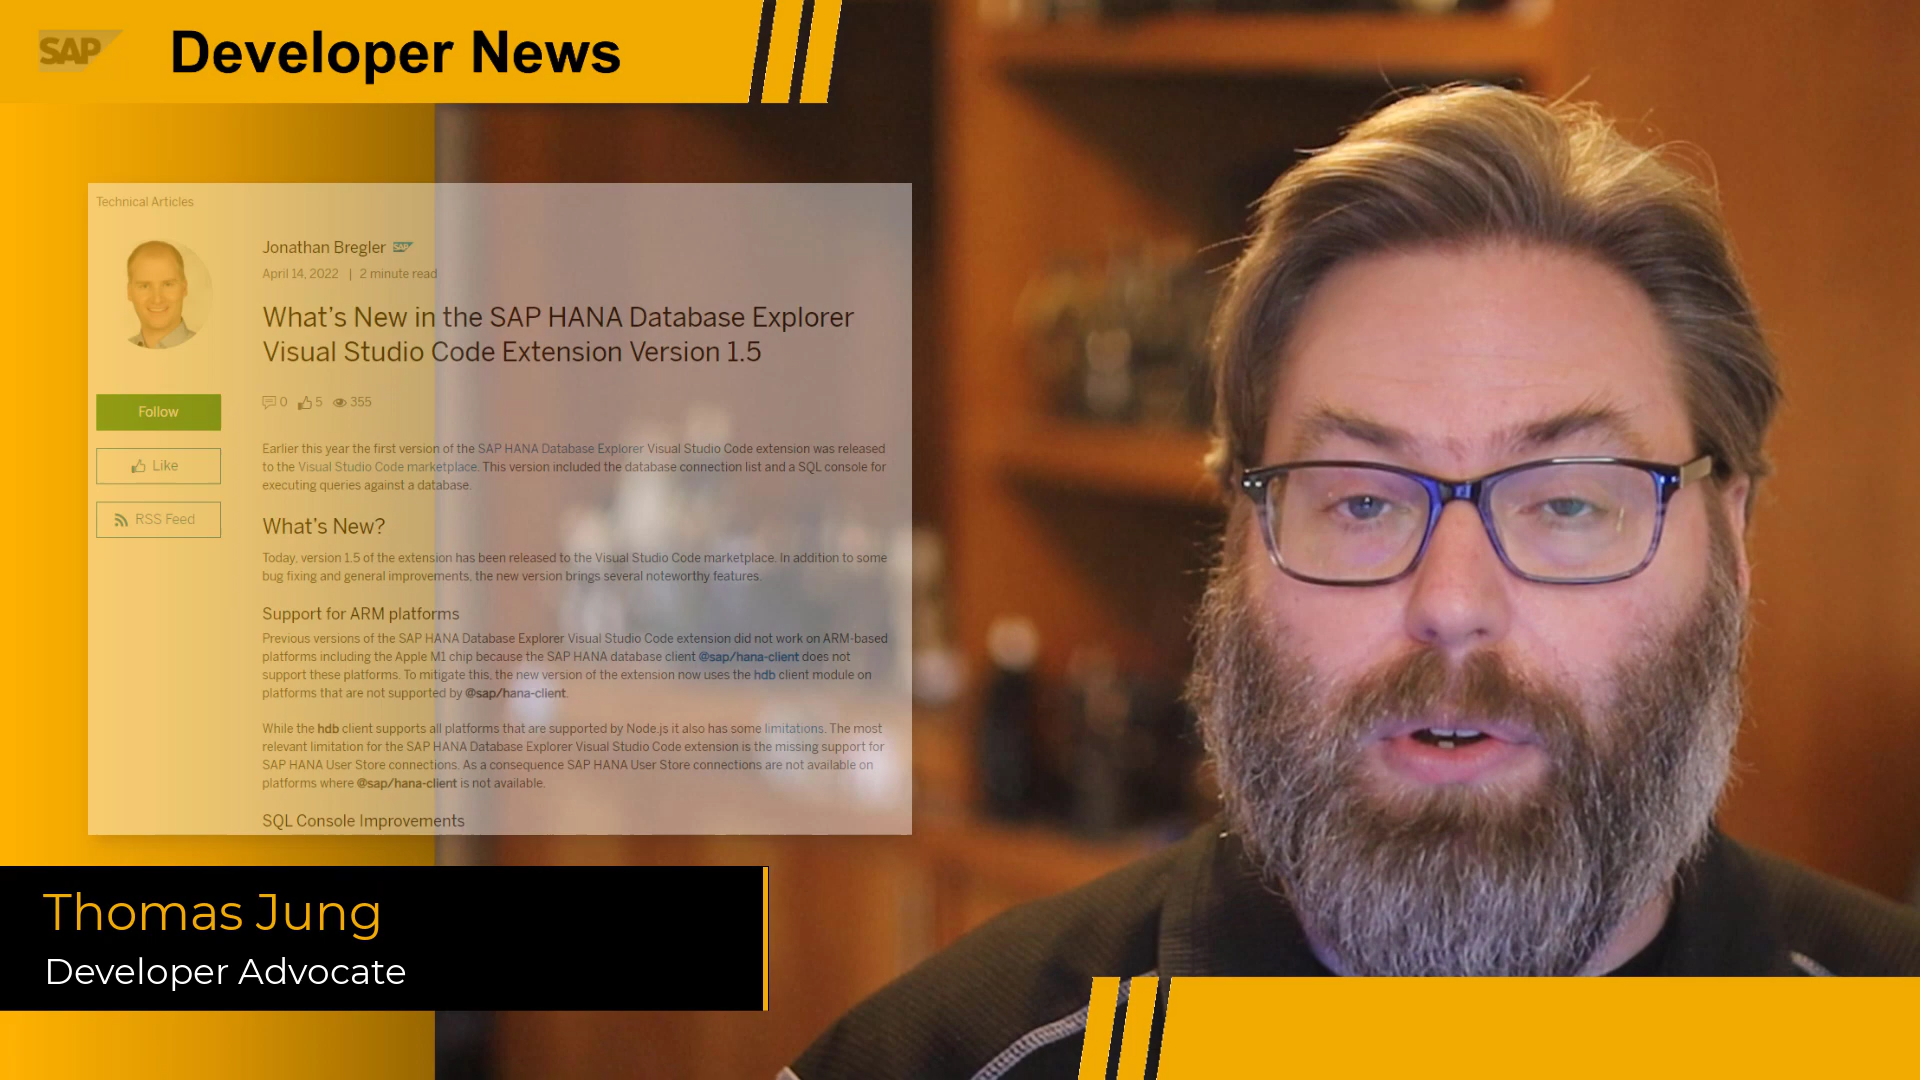 SAP Developer News
Technical Articles
Jonathan Bregler SAP
April 14, 2022 | 2 minute read
What's New in the SAP HANA Database Explorer
Visual Studio Code Extension Version 1.5
0 5 355
Follow
Like
RSS Feed
Earlier this year the first version of the SAP HANA Database Explorer Visual Studio Code extension was released
to the Visual Studio Code marketplace. This version included the database connection list and a SQL console for
executing queries against a database.
What's New?
Today, version 1.5 of the extension has been released to the Visual Studio Code marketplace. In addition to some
bug fixing and general improvements, the new version brings several noteworthy features.
Support for ARM platforms
Previous versions of the SAP HANA Database Explorer Visual Studio Code extension did not work on ARM-based
platforms including the Apple M1 chip because the SAP HANA database client @sap/hana-client does not
support these platforms. To mitigate this, the new version of the extension now uses the hdb client module on
platforms that are not supported by @sap/hana-client.
While the hdb client supports all platforms that are supported by Node.js it also has some limitations. The most
relevant limitation for the SAP HANA Database Explorer Visual Studio Code extension is the missing support for
SAP HANA User Store connections. As a consequence SAP HANA User Store connections are not available on
platforms where @sap/hana-client is not available.
SQL Console Improvements
Thomas Jung
Developer Advocate